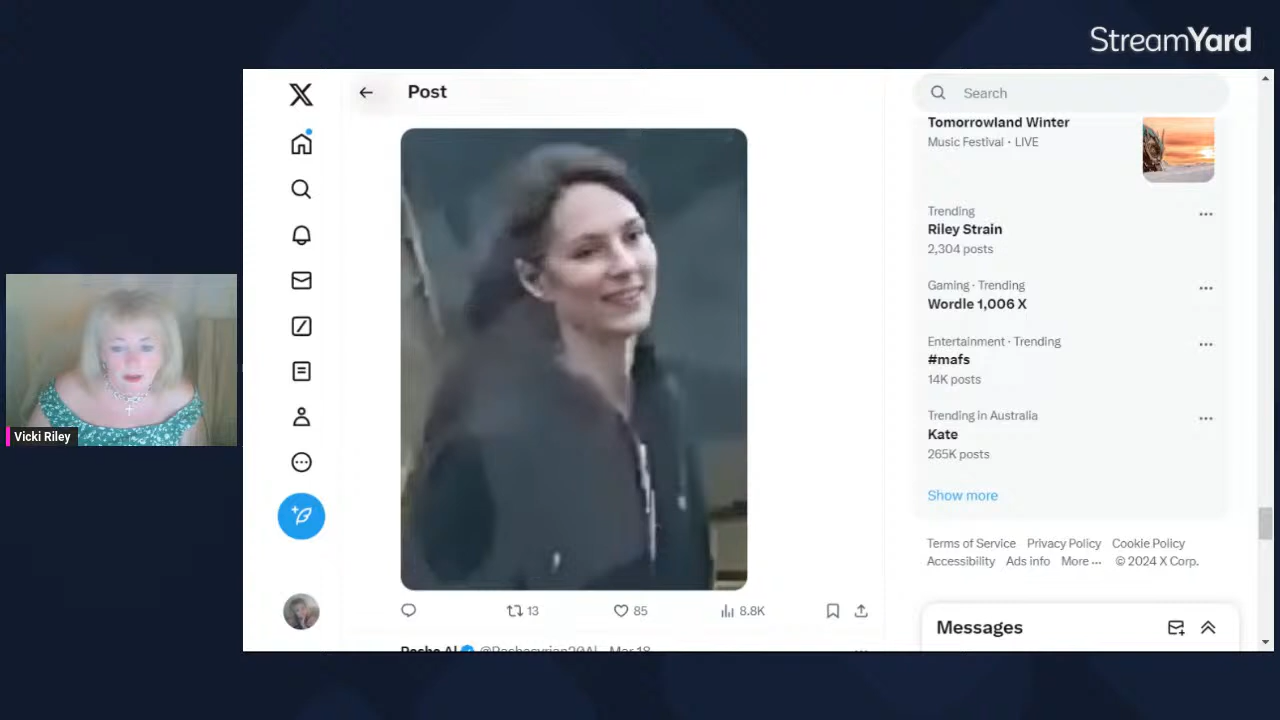 StreamYard
Post
Search
Tomorrowland Winter
Music Festival · LIVE
Trending
Riley Strain
2,304 posts
Gaming · Trending
Wordle 1,006 X
Entertainment · Trending
#mafs
14K posts
Trending in Australia
Kate
265K posts
Show more
Terms of Service Privacy Policy Cookie Policy
Accessibility Ads info More ··· © 2024 X Corp.
Messages
Vicki Riley
13 85 8.8K
Mar 18